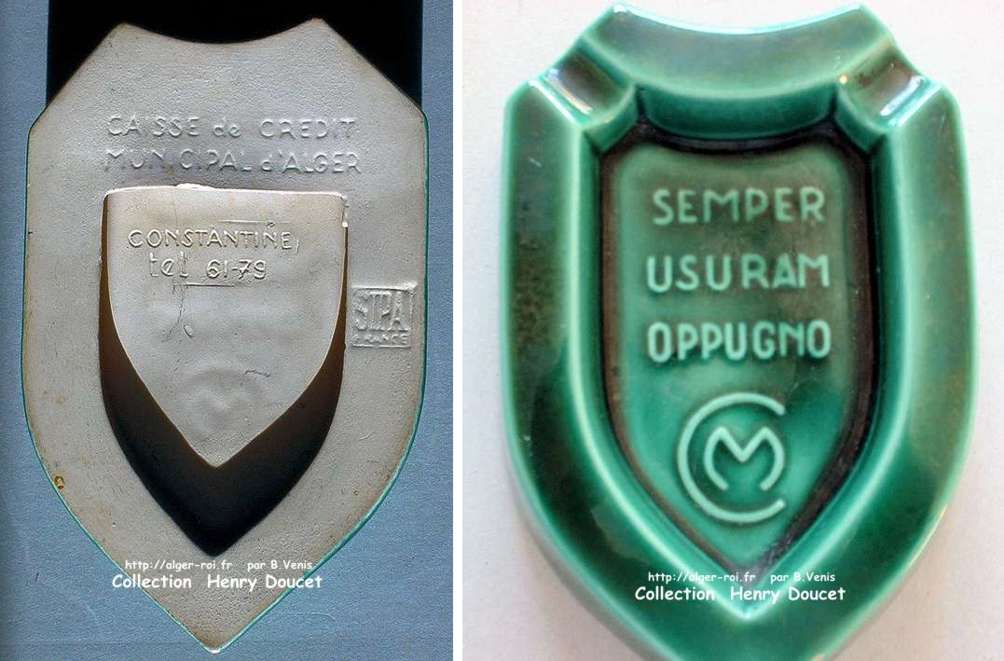 CAISSE de CREDIT
MUNICIPAL d'ALGER
CONSTANTINE,
tel 61-79
SIPA
FRANCE
http://alger-roi.fr par B.Venis
Collection Henry Doucet
SEMPER
USURAM
OPPUGNO
CM
http://alger-roi.fr par B.Venis
Collection Henry Doucet